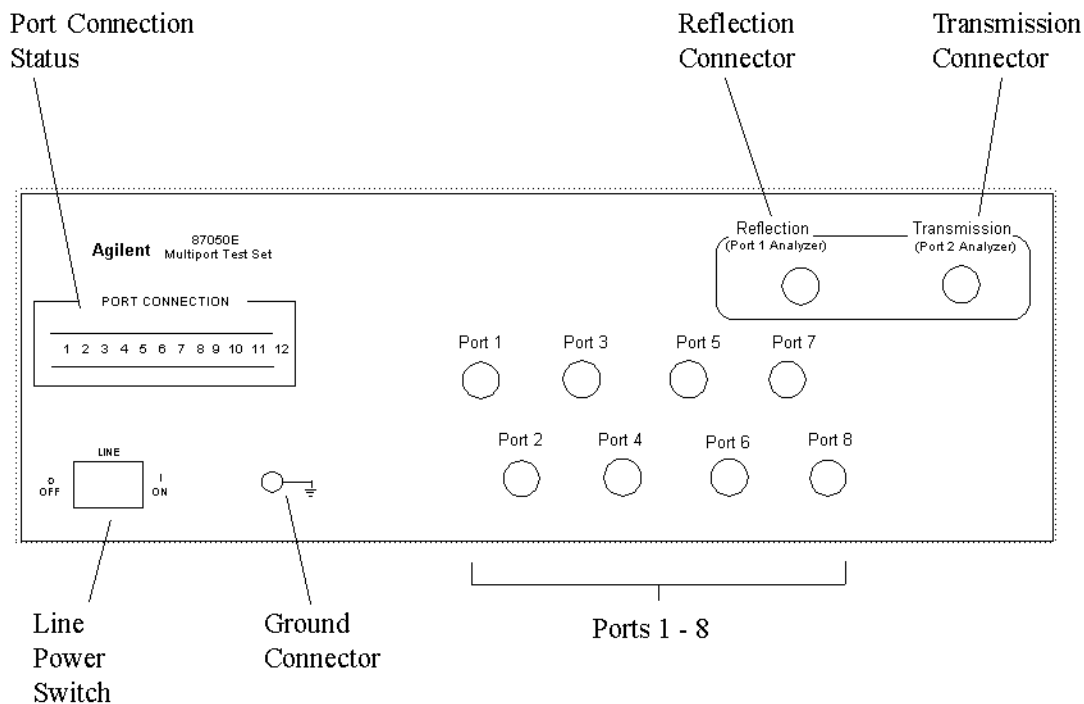 Port Connection
Status
Reflection
Connector
Transmission
Connector
Agilent
87050E
Multiport Test Set
Reflection
(Port 1 Analyzer)
Transmission
(Port 2 Analyzer)
PORT CONNECTION
1 2 3 4 5 6 7 8 9 10 11 12
Port 1
Port 3
Port 5
Port 7
Port 2
Port 4
Port 6
Port 8
LINE
O
OFF
I
ON
Line
Power
Switch
Ground
Connector
Ports 1 - 8